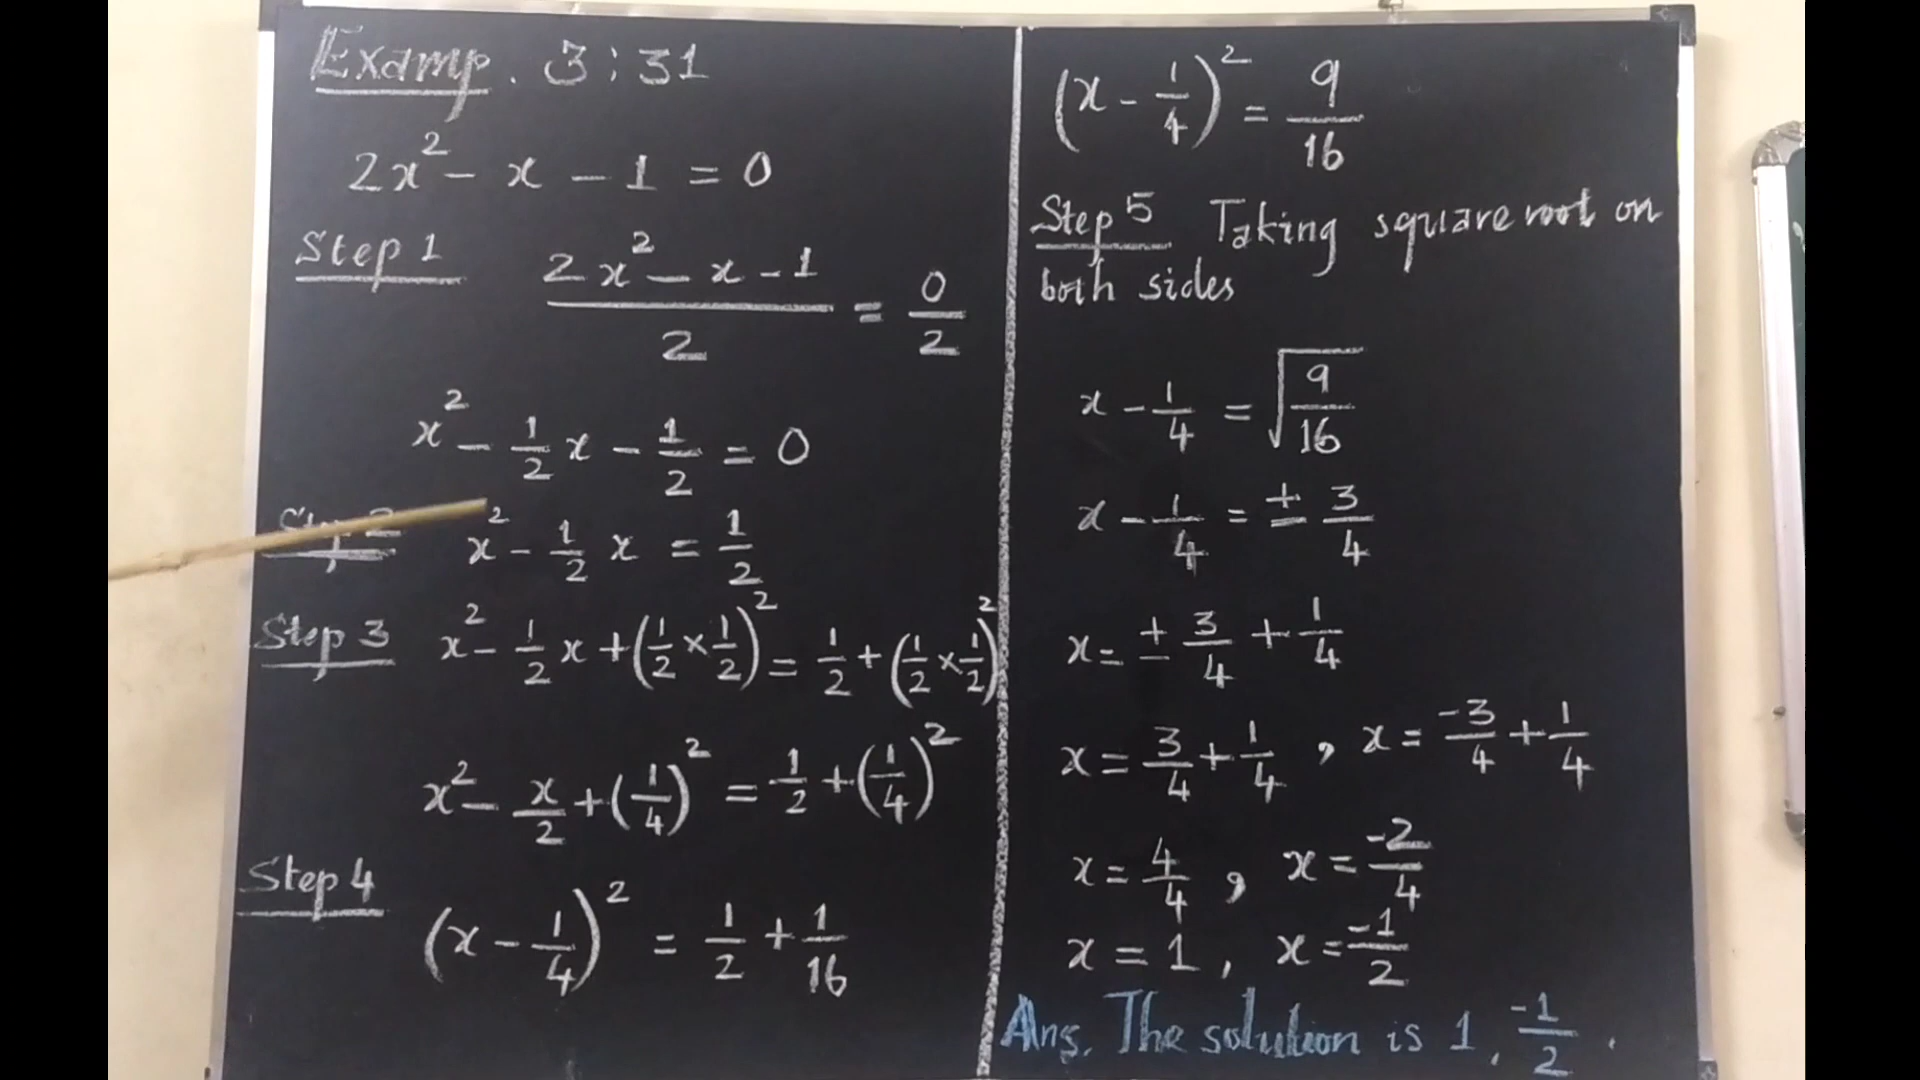 Examp. 3:31
2x² - x - 1 = 0
Step 1 (2x² - x - 1)/2 = 0/2
x² - 1/2 x - 1/2 = 0
x² - 1/2 x = 1/2
Step 3 x² - 1/2 x + (1/2 × 1/2)² = 1/2 + (1/2 × 1/2)²
x² - x/2 + (1/4)² = 1/2 + (1/4)²
Step 4
(x - 1/4)² = 1/2 + 1/16
(x - 1/4)² = 9/16
Step 5 Taking square root on
both sides
x - 1/4 = √(9/16)
x - 1/4 = ± 3/4
x = ± 3/4 + 1/4
x = 3/4 + 1/4 , x = -3/4 + 1/4
x = 4/4 , x = -2/4
x = 1 , x = -1/2
Ans. The solution is 1, -1/2 .